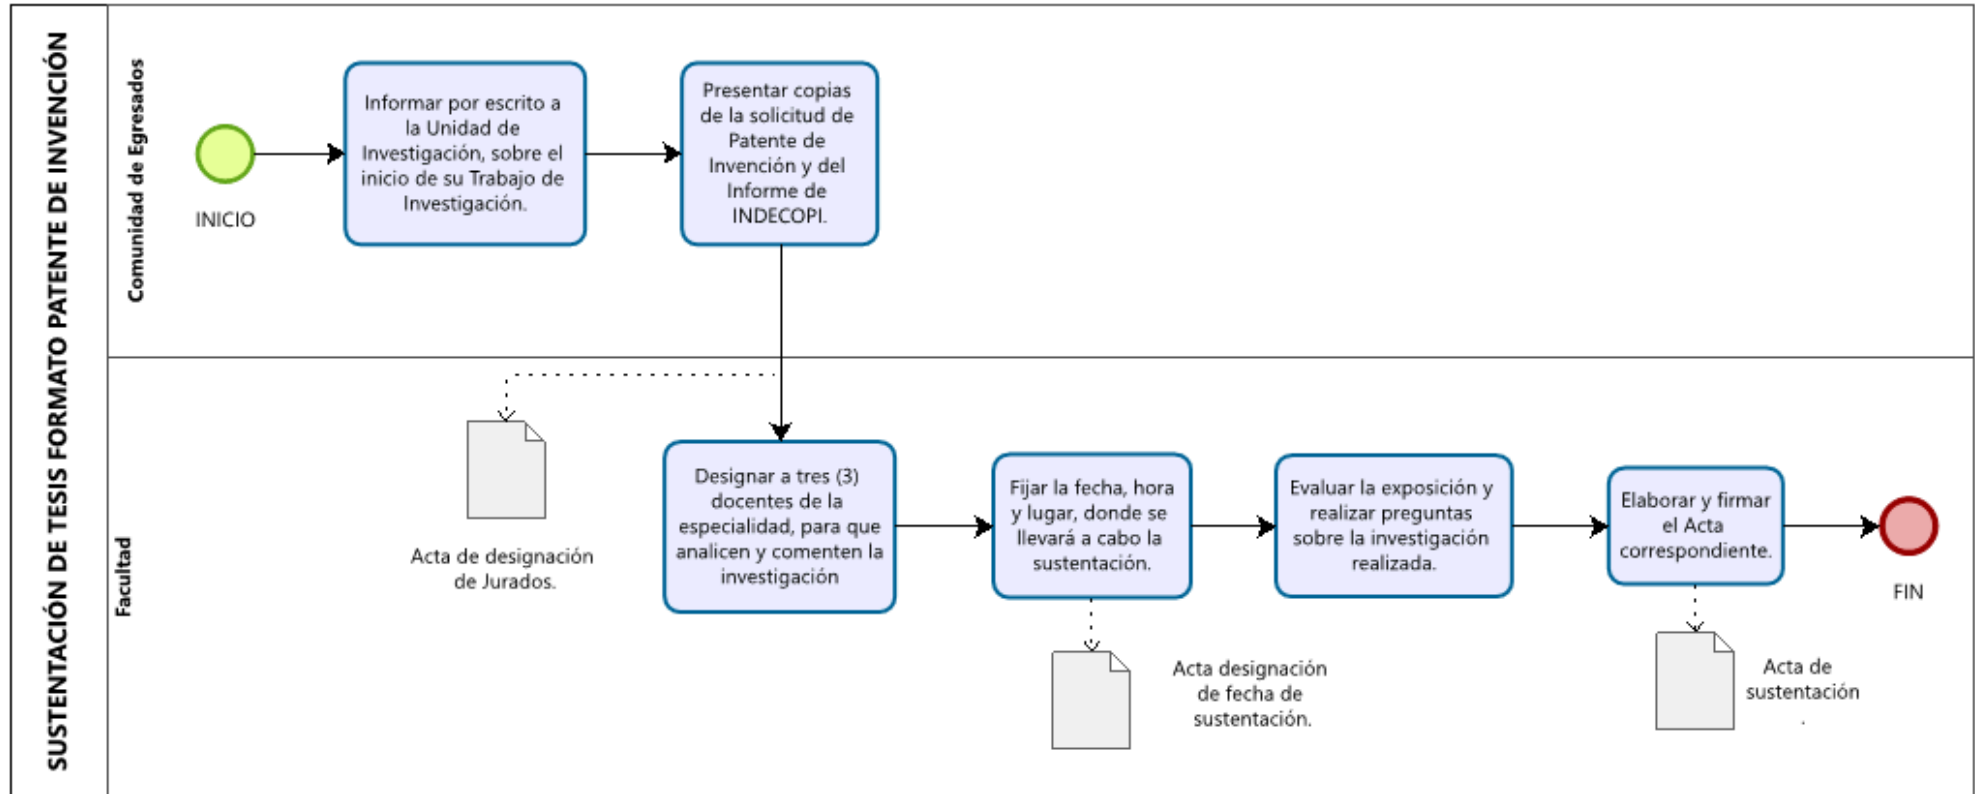 SUSTENTACIÓN DE TESIS FORMATO PATENTE DE INVENCIÓN
Comunidad de Egresados
INICIO
Informar por escrito a
la Unidad de
Investigación, sobre el
inicio de su Trabajo de
Investigación.
Presentar copias
de la solicitud de
Patente de
Invención y del
Informe de
INDECOPI.
Facultad
Acta de designación
de Jurados.
Designar a tres (3)
docentes de la
especialidad, para que
analicen y comenten la
investigación
Fijar la fecha, hora
y lugar, donde se
llevará a cabo la
sustentación.
Acta designación
de fecha de
sustentación.
Evaluar la exposición y
realizar preguntas
sobre la investigación
realizada.
Elaborar y firmar
el Acta
correspondiente.
Acta de
sustentación
.
FIN